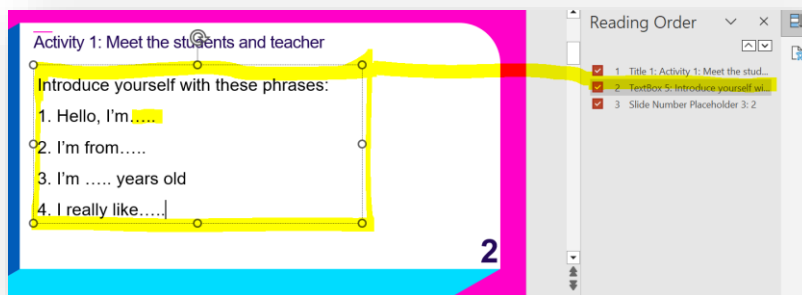 Activity 1: Meet the students and teacher
Introduce yourself with these phrases:
1. Hello, I'm.....
2. I'm from.....
3. I'm ..... years old
4. I really like.....
2
Reading Order
1 Title 1: Activity 1: Meet the stud...
2 TextBox 5: Introduce yourself wi...
3 Slide Number Placeholder 3: 2